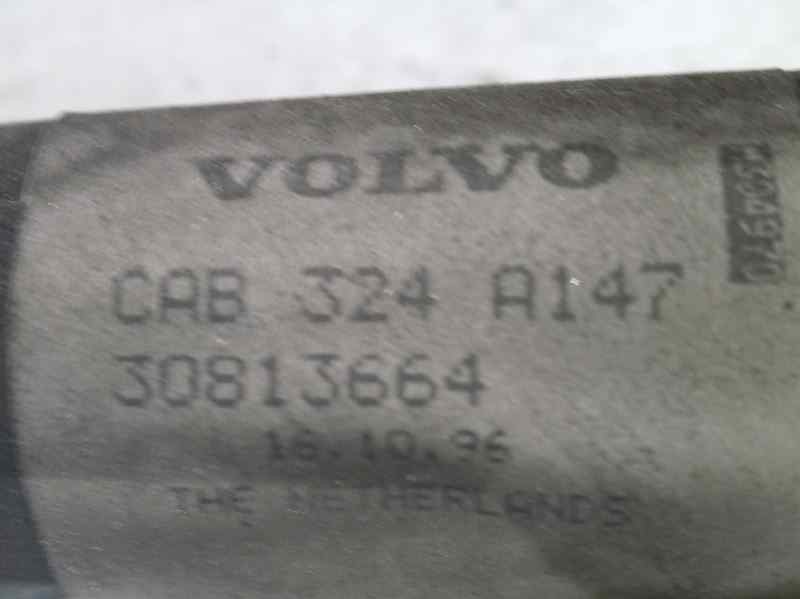 VOLVO
CAB 324 A147
30813664
16.10.96
THE NETHERLANDS